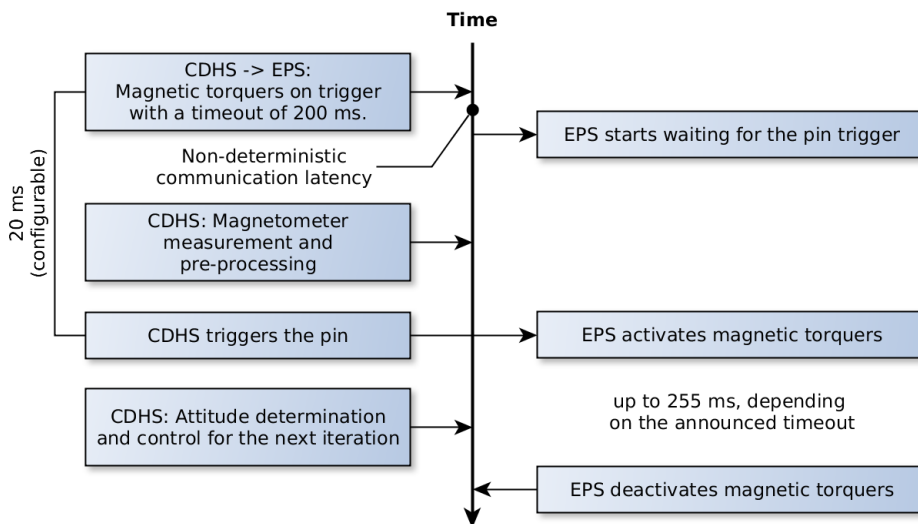 Time
CDHS -> EPS:
Magnetic torquers on trigger
with a timeout of 200 ms.
EPS starts waiting for the pin trigger
Non-deterministic
communication latency
20 ms
(configurable)
CDHS: Magnetometer
measurement and
pre-processing
CDHS triggers the pin
EPS activates magnetic torquers
CDHS: Attitude determination
and control for the next iteration
up to 255 ms, depending
on the announced timeout
EPS deactivates magnetic torquers